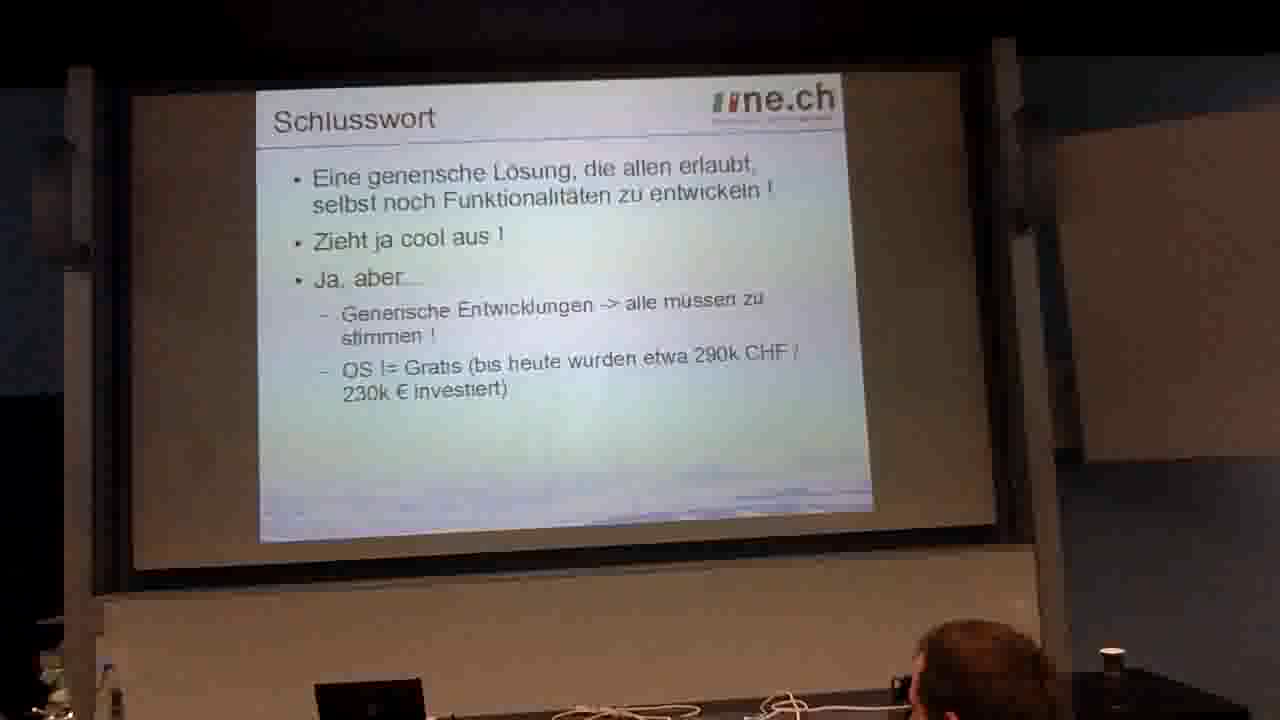 Schlusswort
ne.ch
• Eine generische Lösung, die allen erlaubt,
selbst noch Funktionalitäten zu entwickeln !
• Zieht ja cool aus !
• Ja, aber...
– Generische Entwicklungen -> alle müssen zu
stimmen !
– OS != Gratis (bis heute wurden etwa 290k CHF /
230k € investiert)